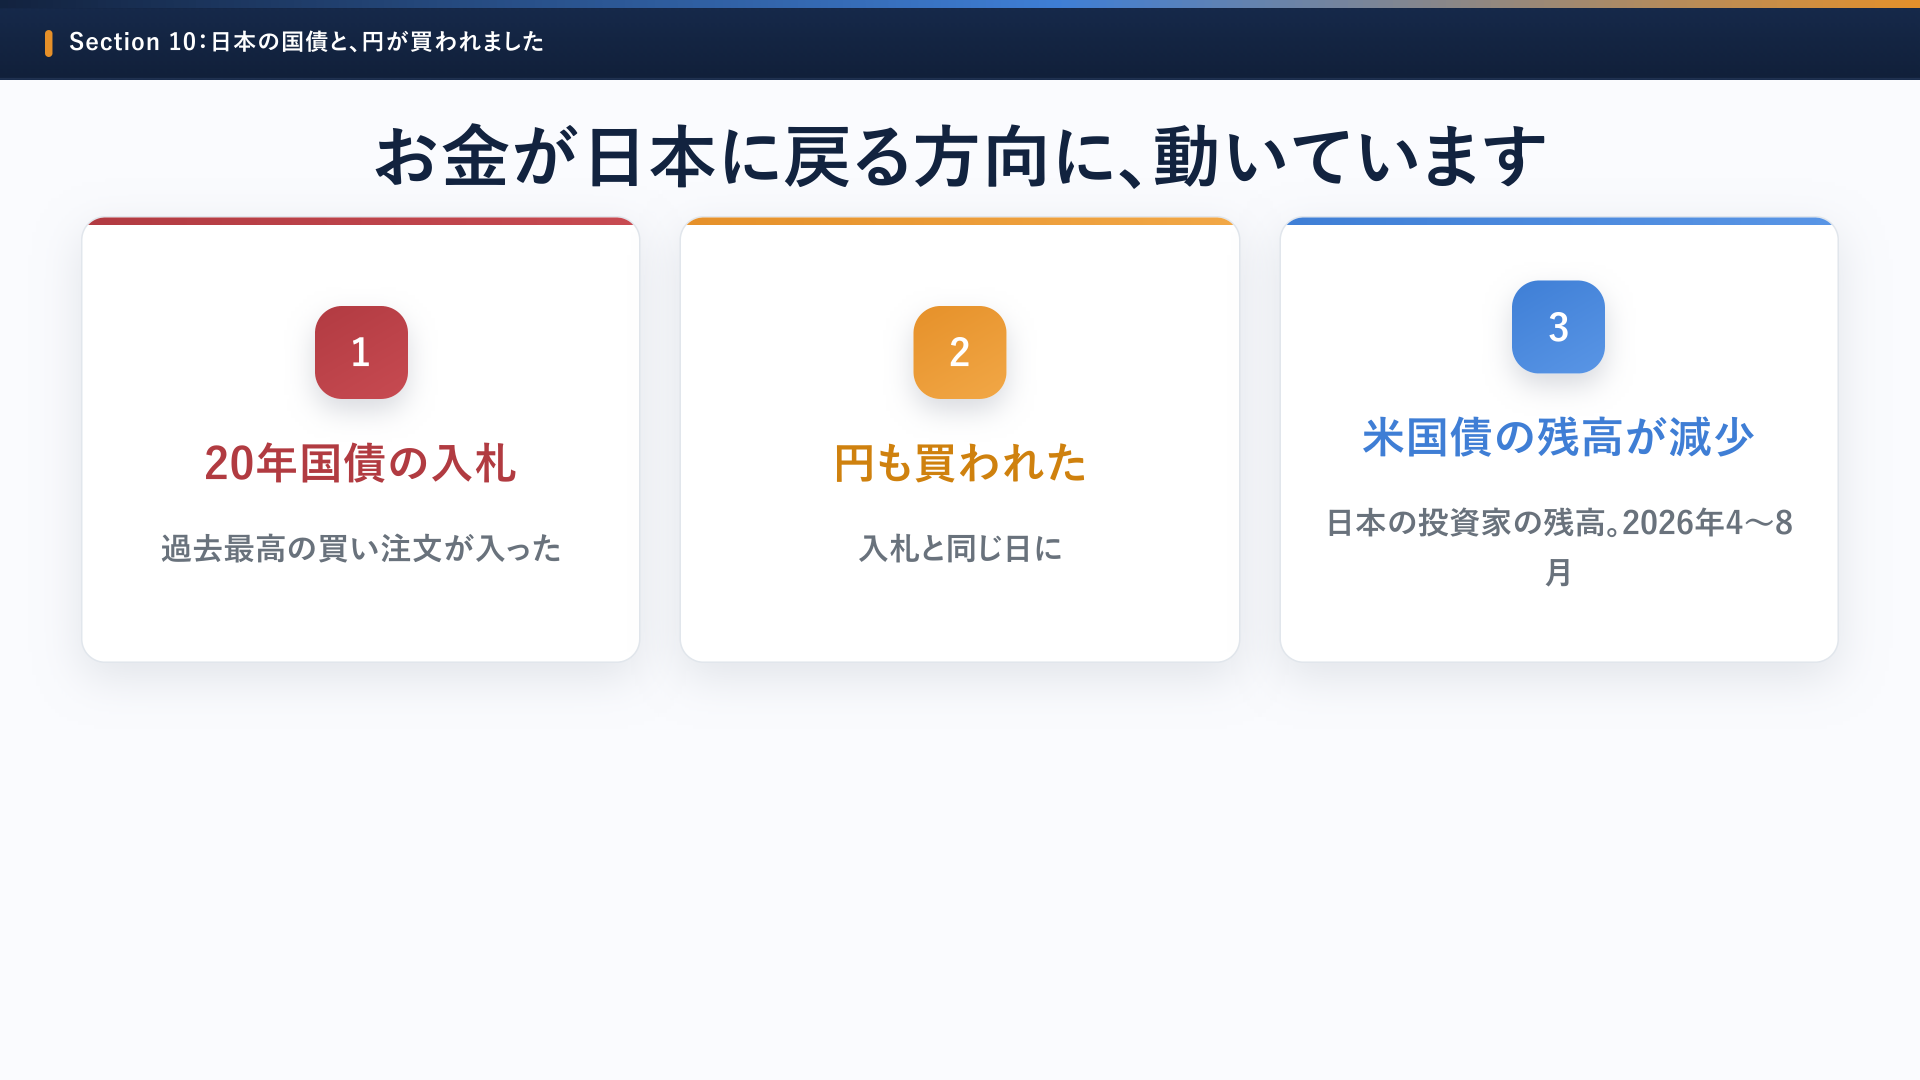 Section 10：日本の国債と、円が買われました
お金が日本に戻る方向に、動いています
1
20年国債の入札
過去最高の買い注文が入った
2
円も買われた
入札と同じ日に
3
米国債の残高が減少
日本の投資家の残高。2026年4〜8
月